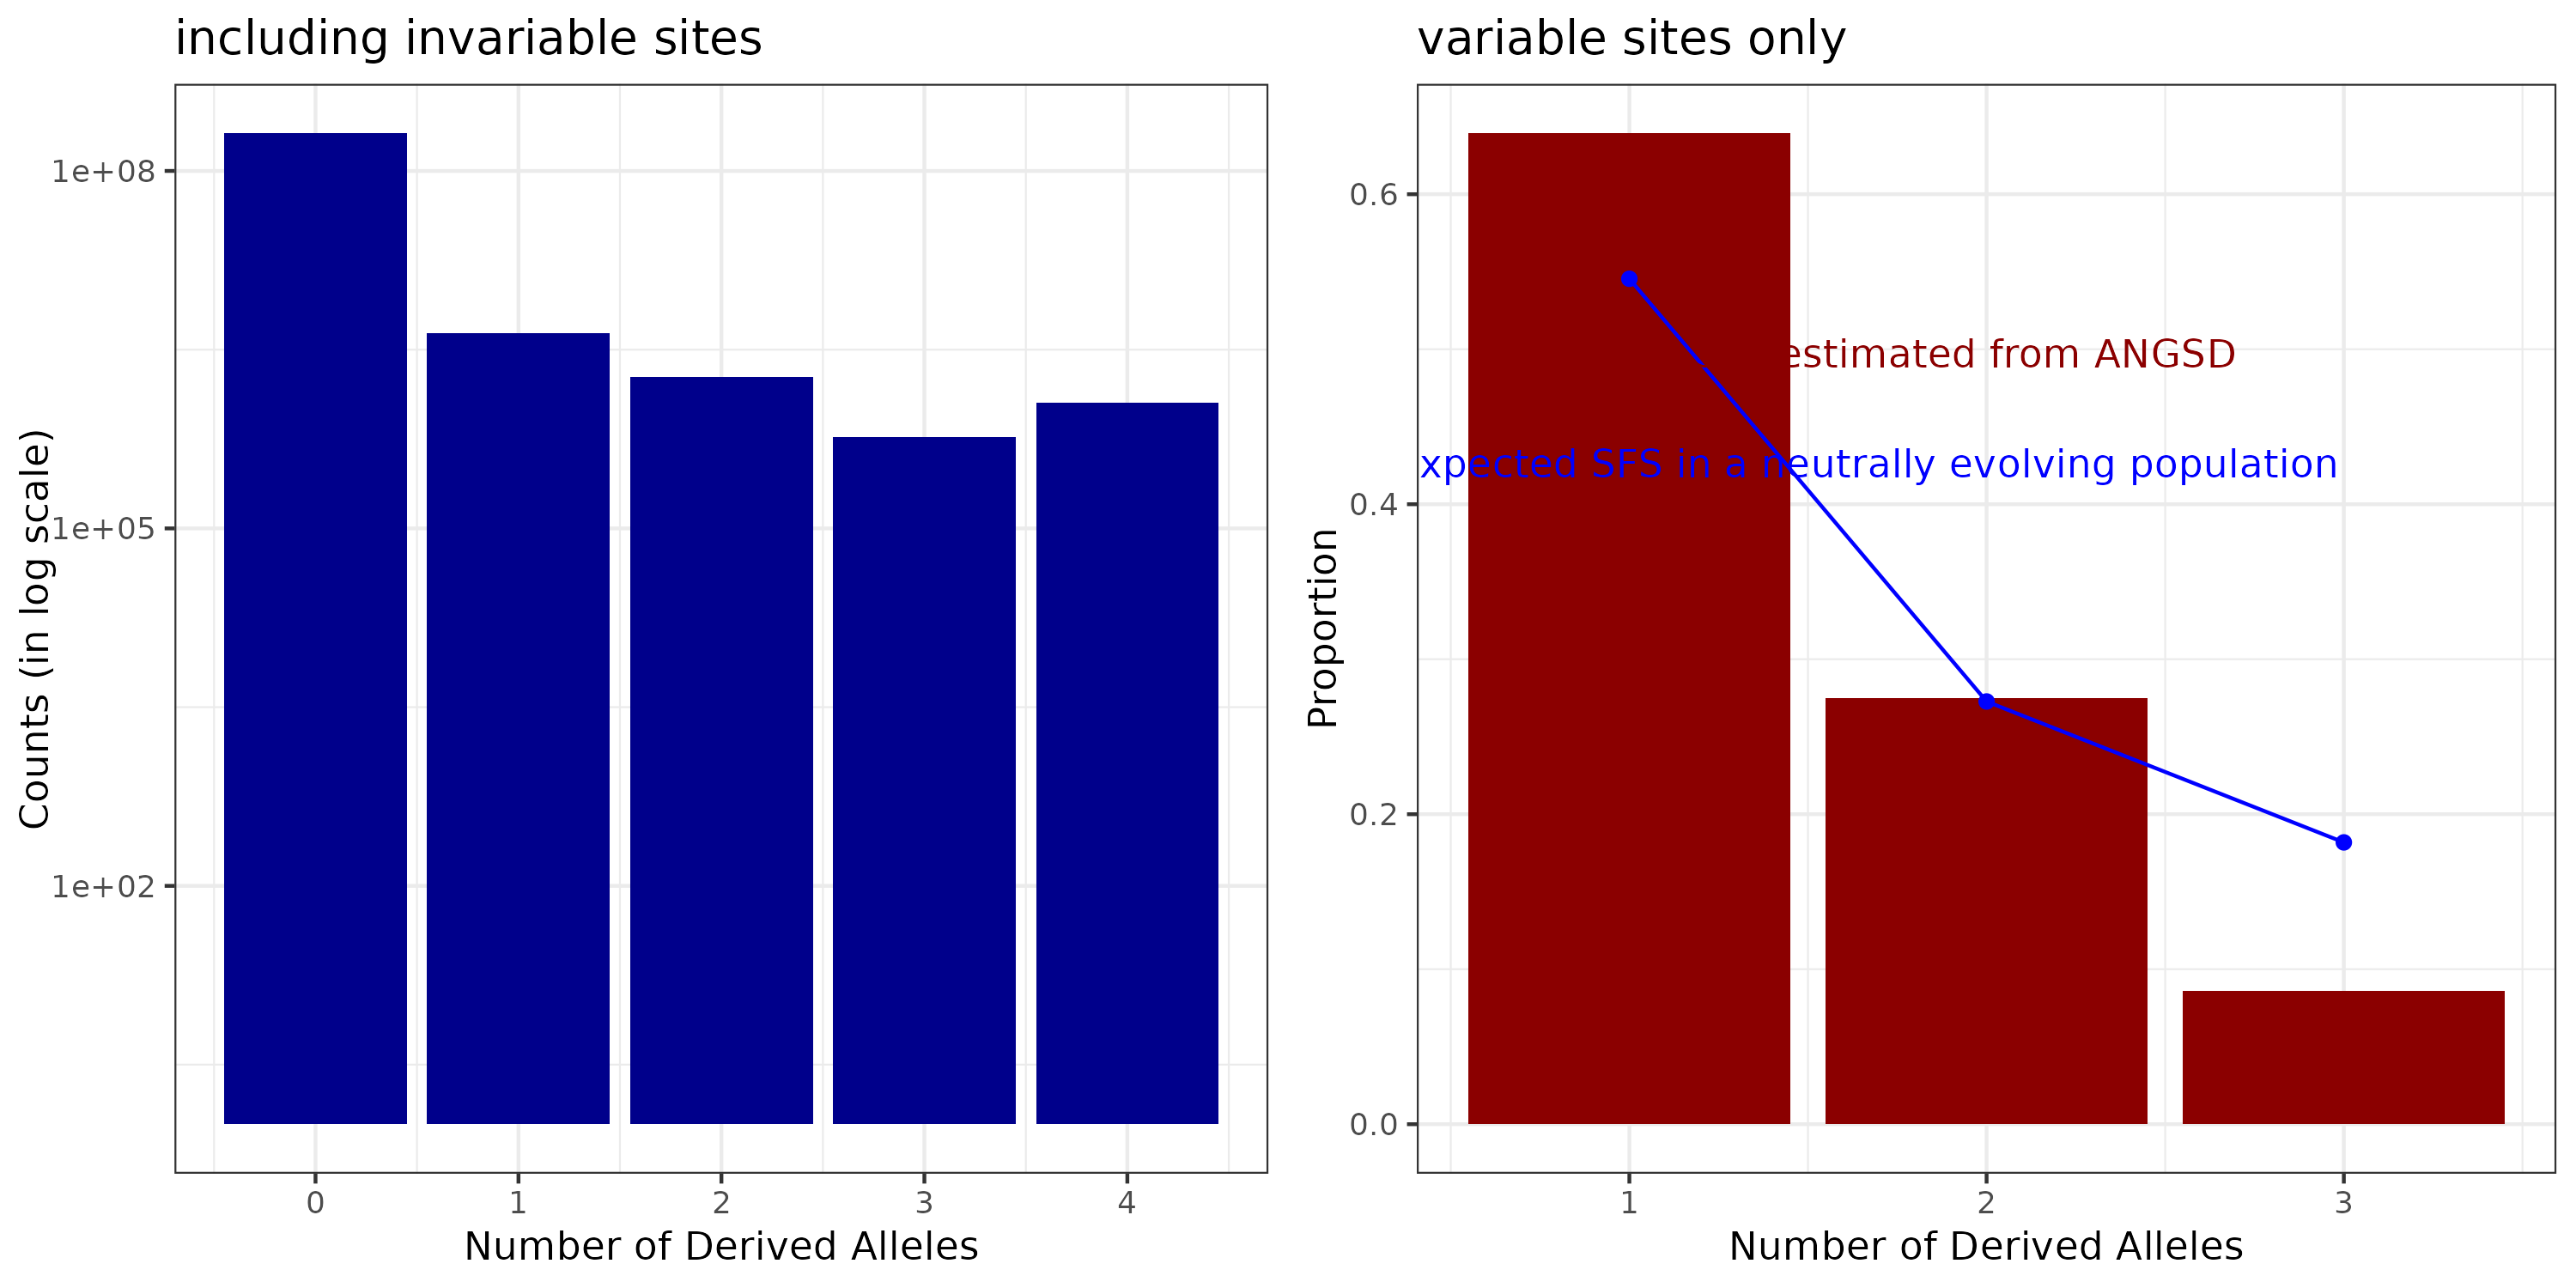 including invariable sites
variable sites only
Counts (in log scale)
1e+08
1e+05
1e+02
0 1 2 3 4
Number of Derived Alleles
Proportion
0.6
0.4
0.2
0.0
estimated from ANGSD
xpected SFS in a neutrally evolving population
1 2 3
Number of Derived Alleles